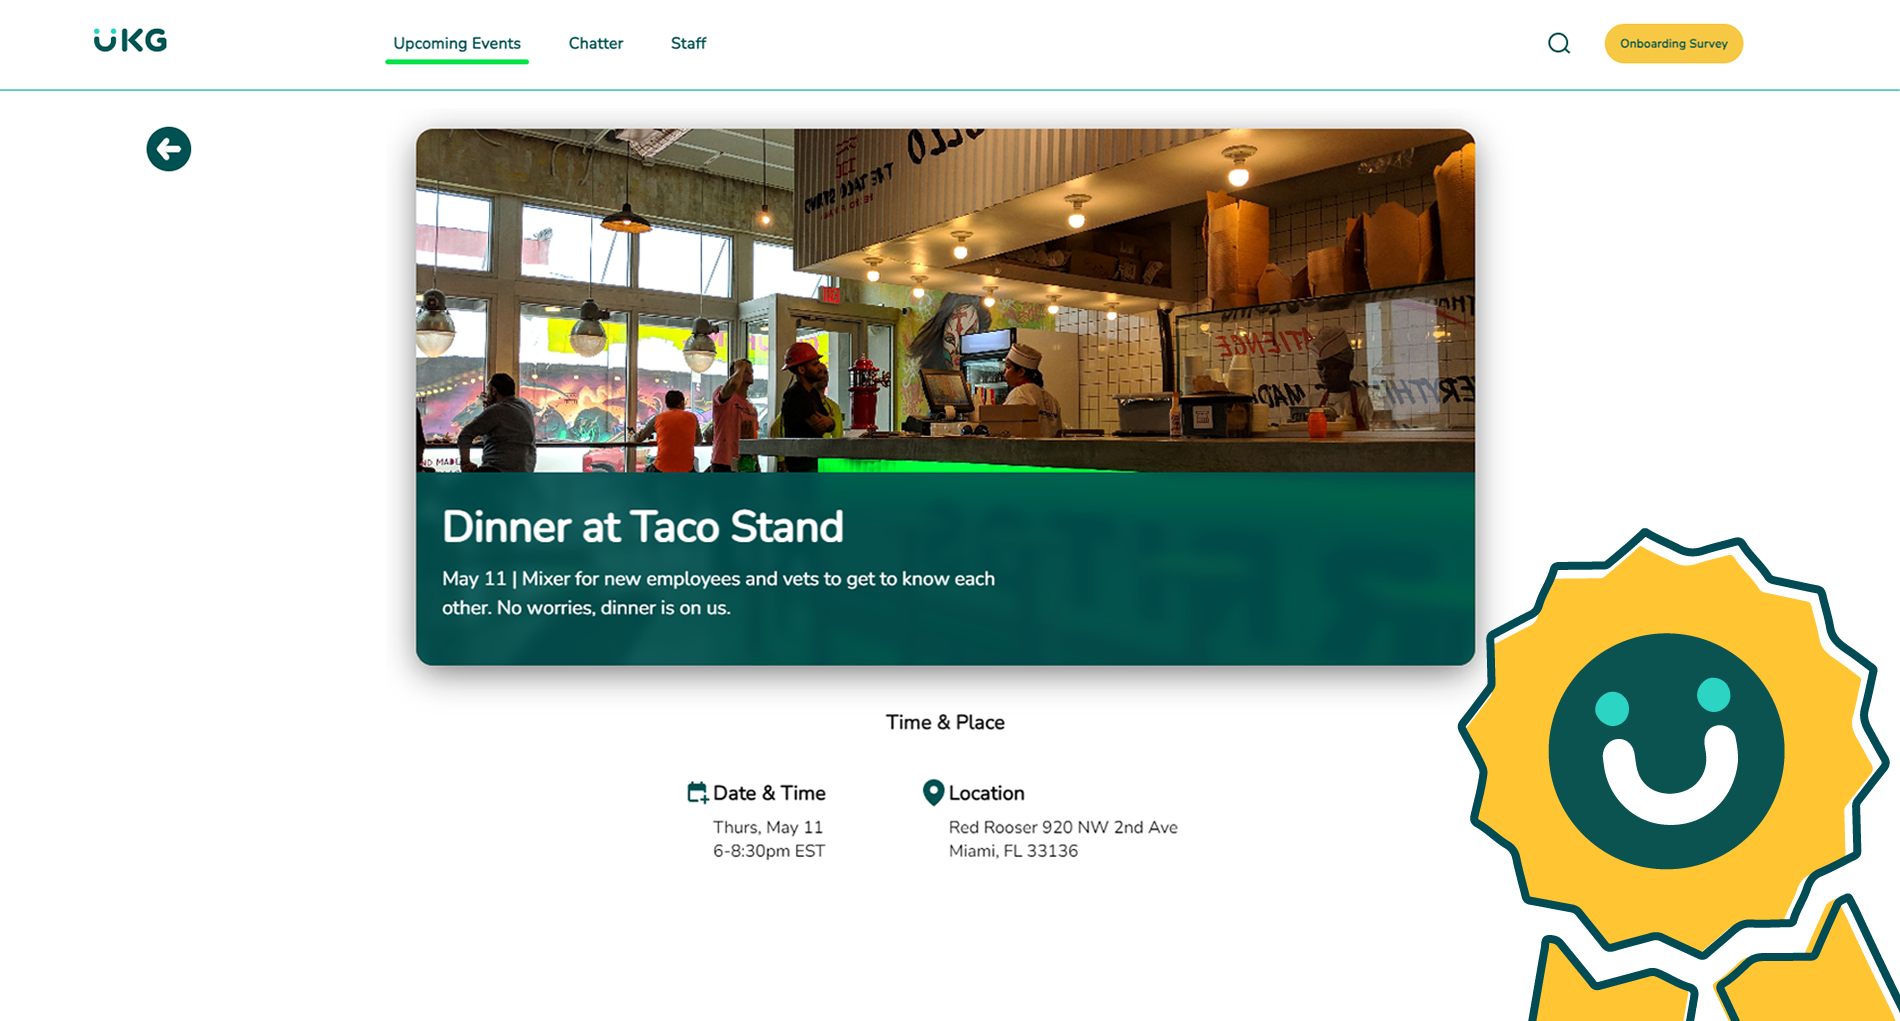 UKG
Upcoming Events
Chatter
Staff
Onboarding Survey
Dinner at Taco Stand
May 11 | Mixer for new employees and vets to get to know each
other. No worries, dinner is on us.
Time & Place
Date & Time
Thurs, May 11
6-8:30pm EST
Location
Red Rooser 920 NW 2nd Ave
Miami, FL 33136